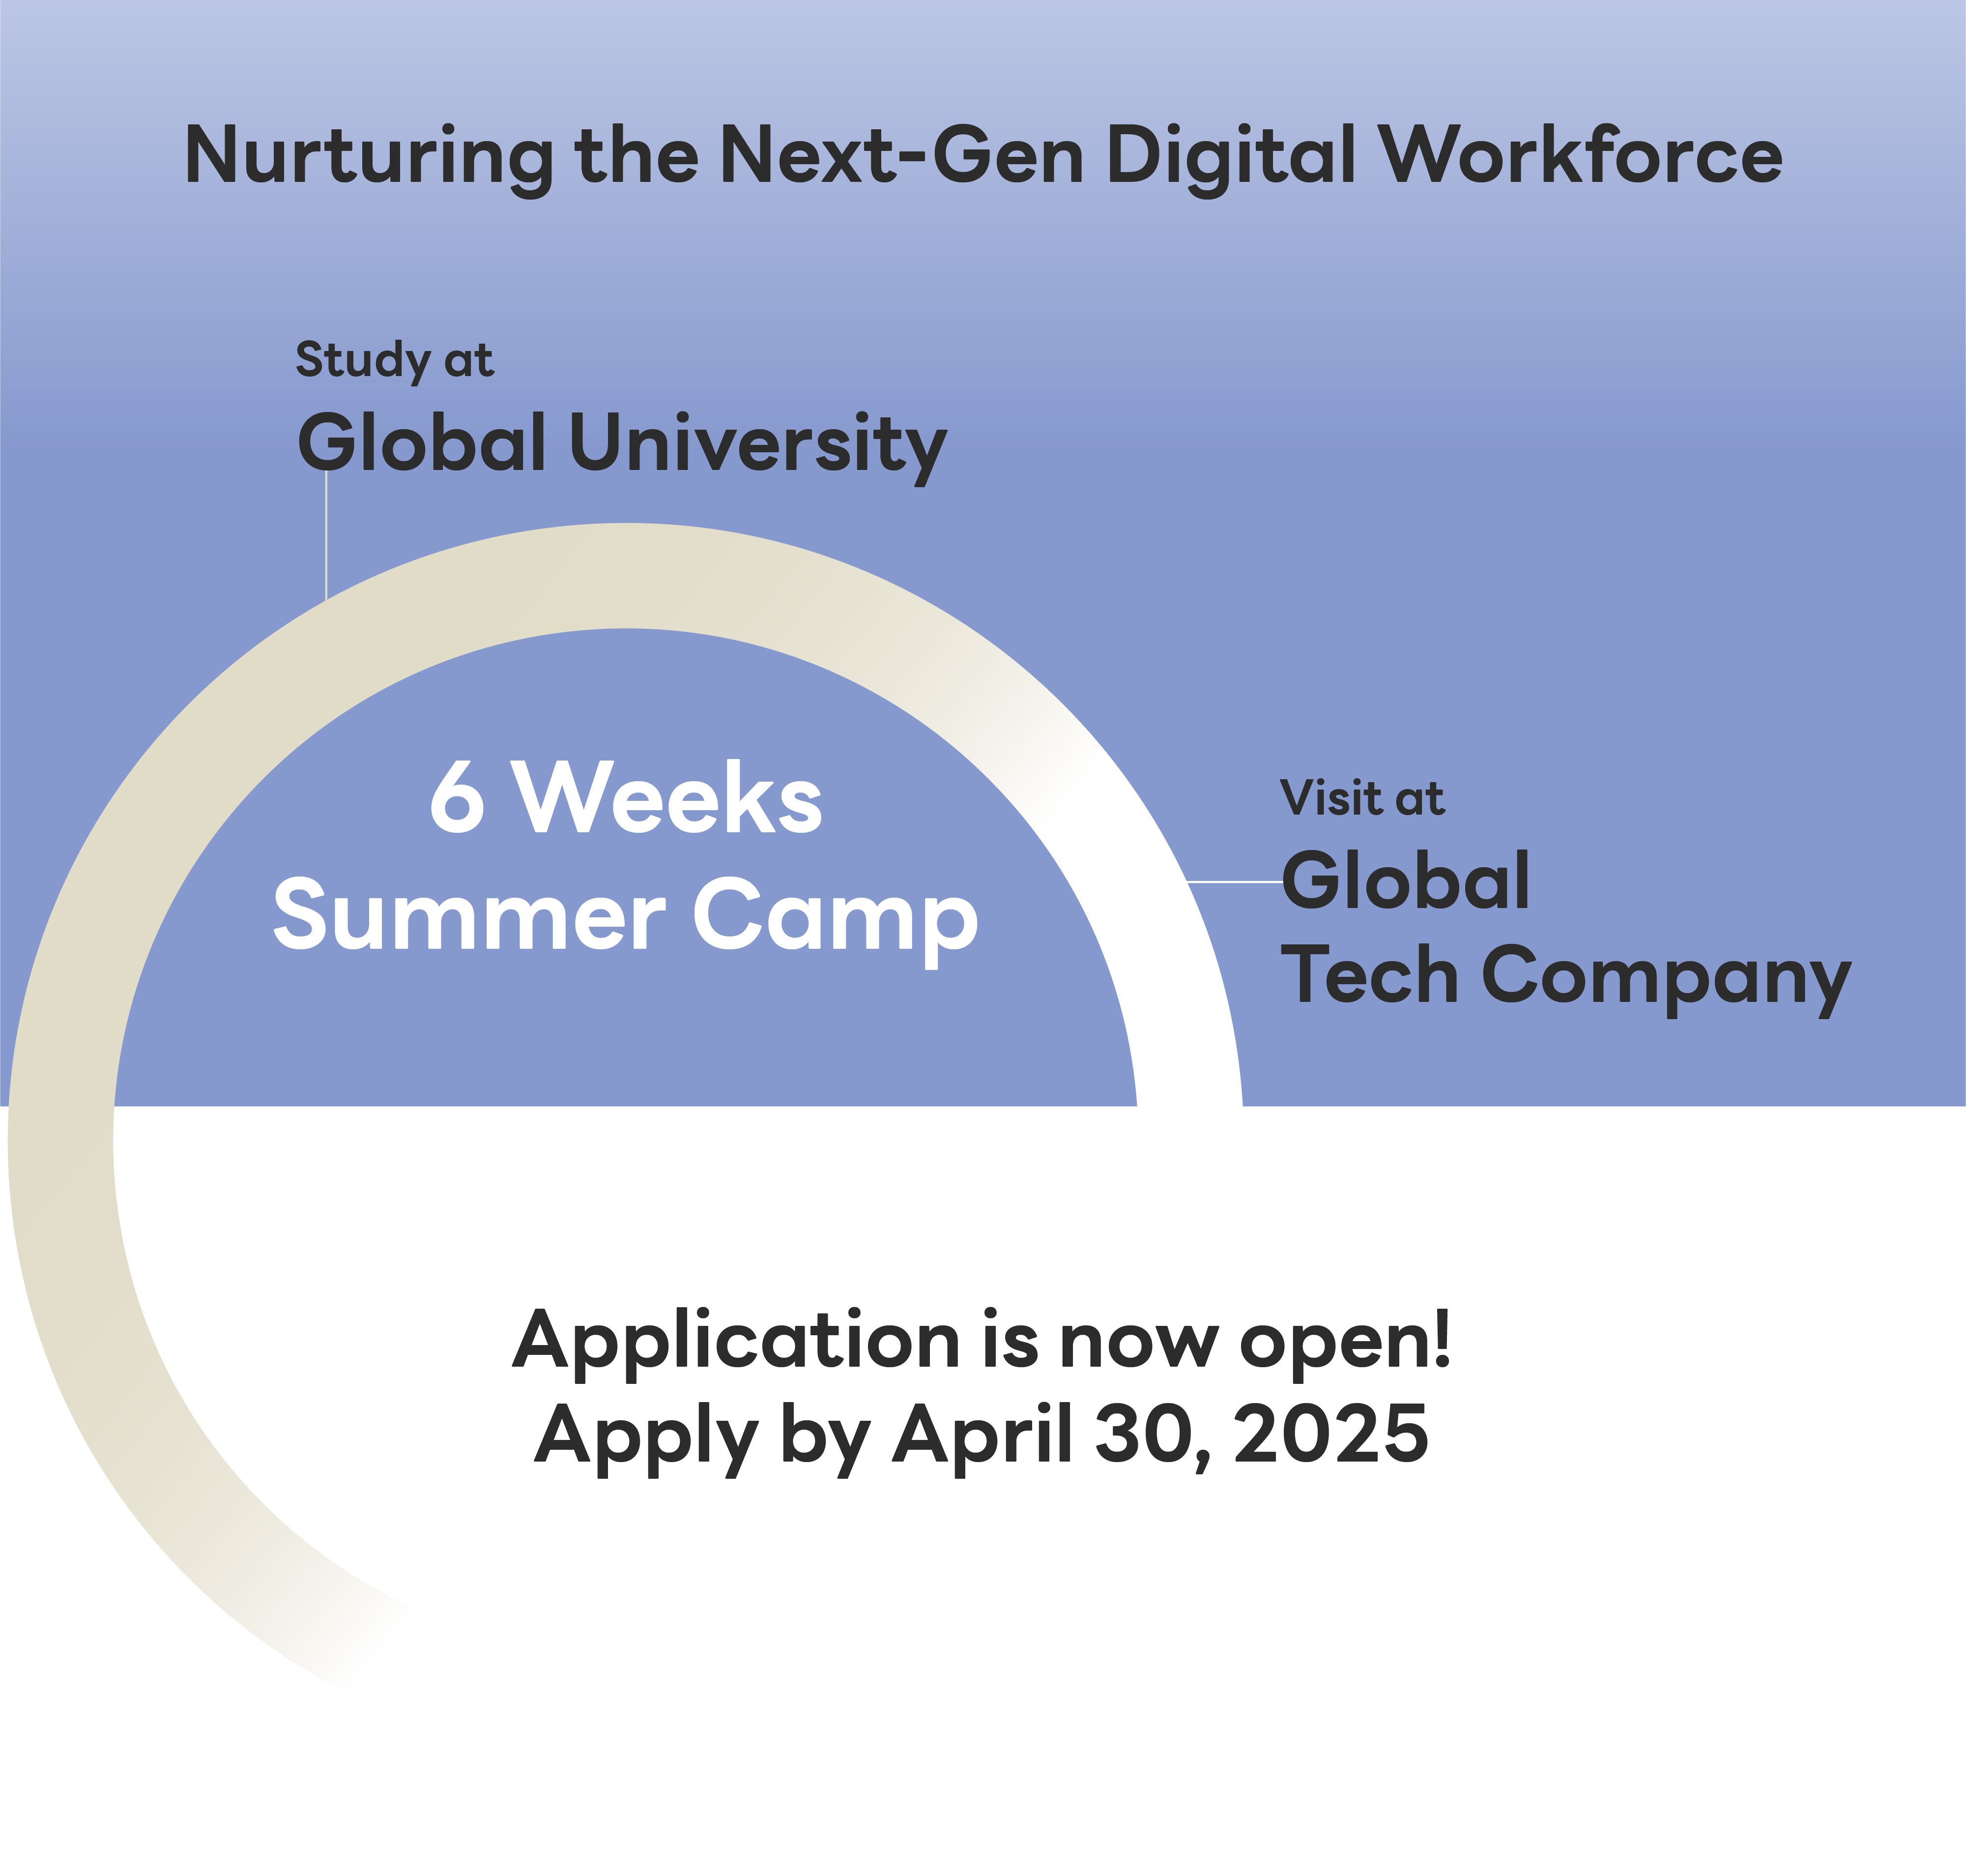 Nurturing the Next-Gen Digital Workforce
Study at
Global University
6 Weeks
Summer Camp
Visit at
Global
Tech Company
Application is now open!
Apply by April 30, 2025